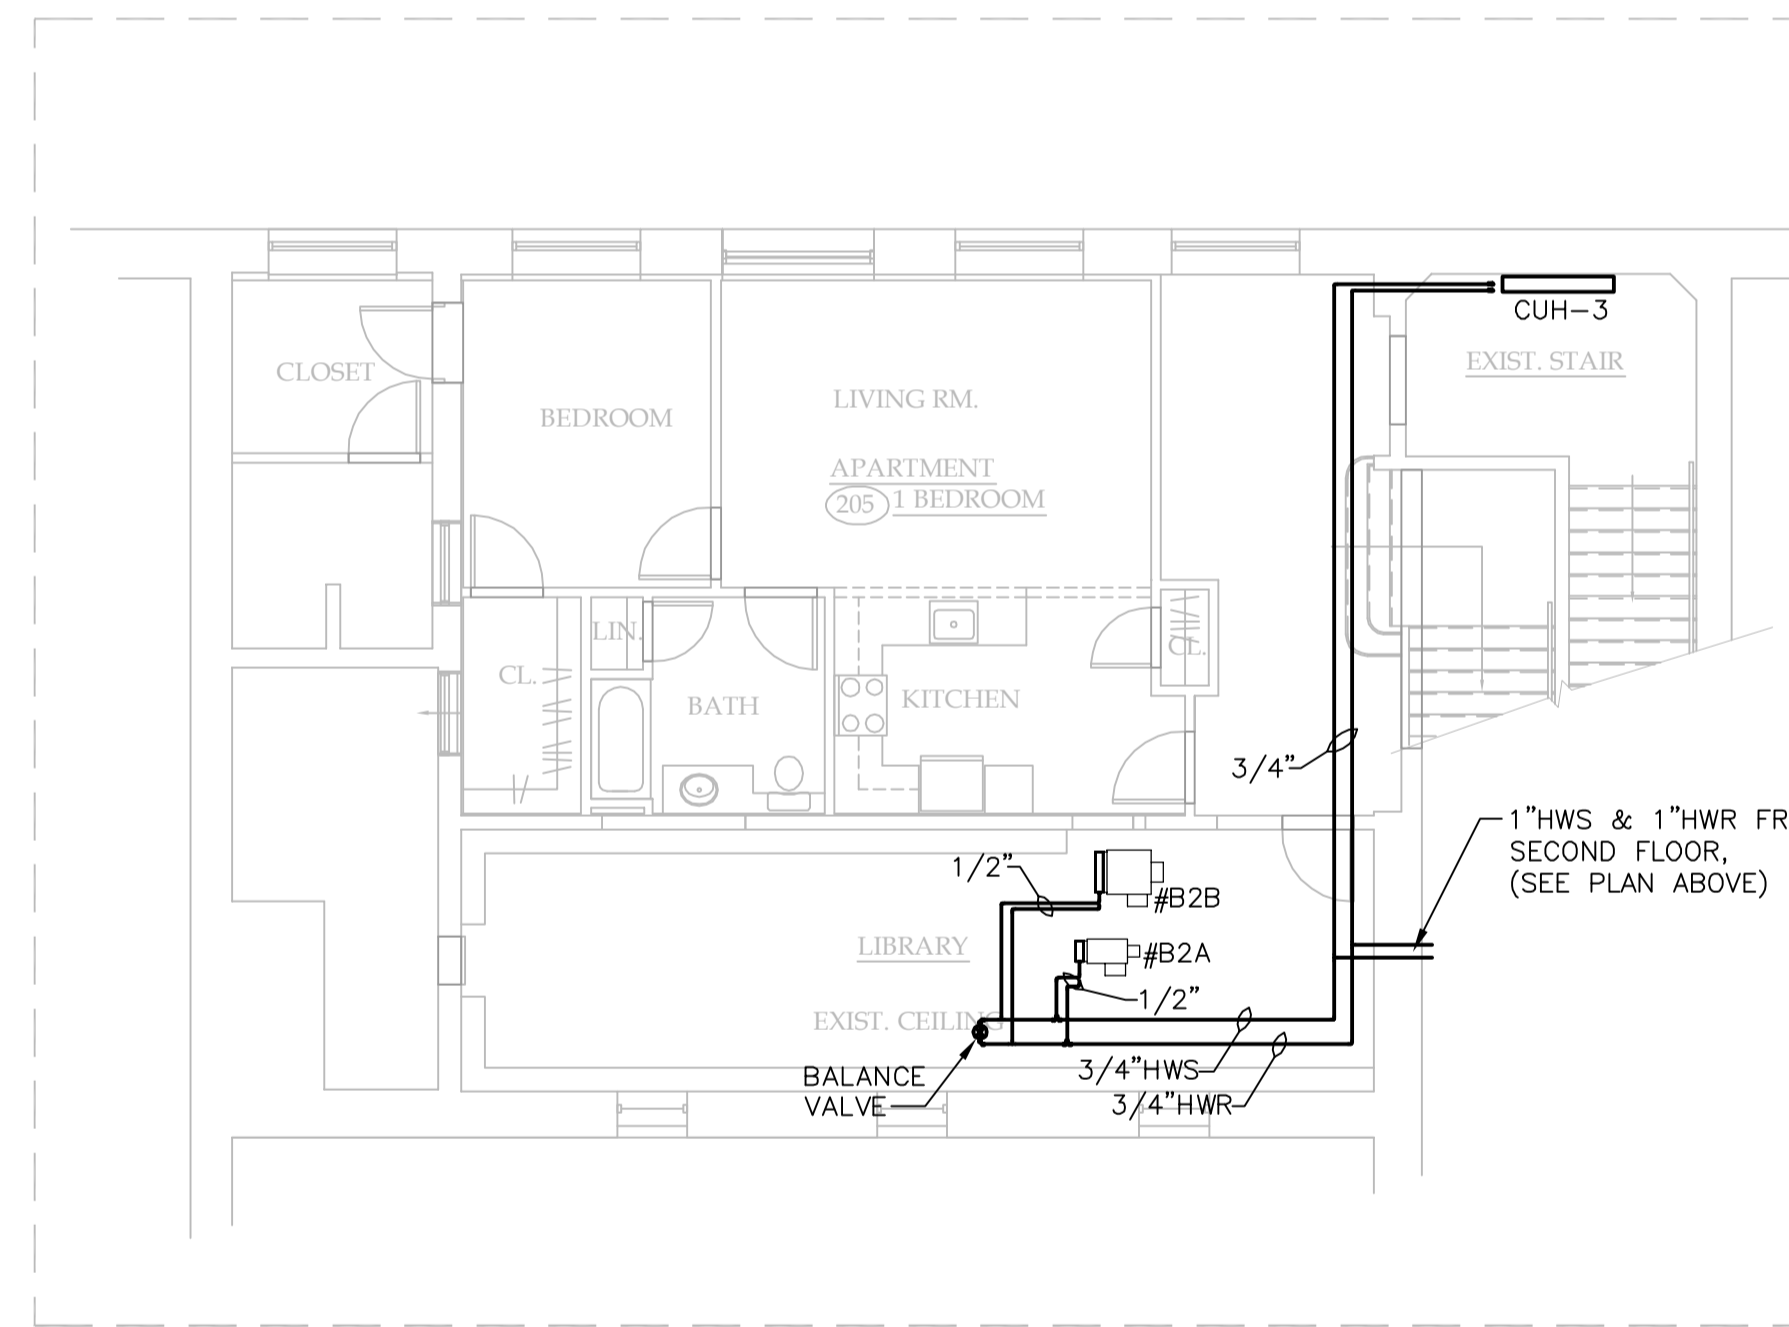 CUH-3
EXIST. STAIR
CLOSET
BEDROOM
LIVING RM.
APARTMENT
205 1 BEDROOM
LIN.
CL.
CL.
BATH
KITCHEN
3/4"
1"HWS & 1"HWR FR
SECOND FLOOR,
(SEE PLAN ABOVE)
1/2"
#B2B
LIBRARY
#B2A
1/2"
EXIST. CEILING
BALANCE
VALVE
3/4"HWS
3/4"HWR